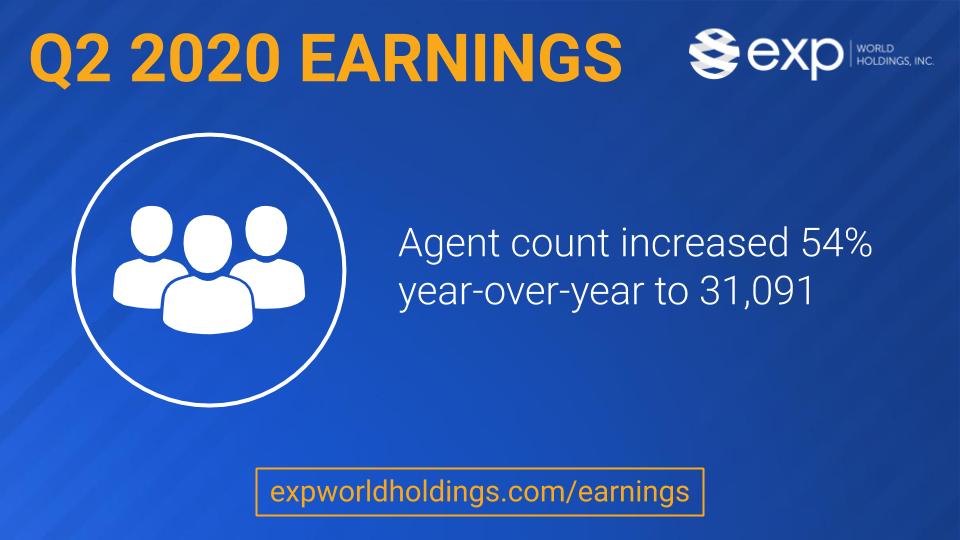 Q2 2020 EARNINGS
exp WORLD
HOLDINGS, INC.
Agent count increased 54%
year-over-year to 31,091
expworldholdings.com/earnings